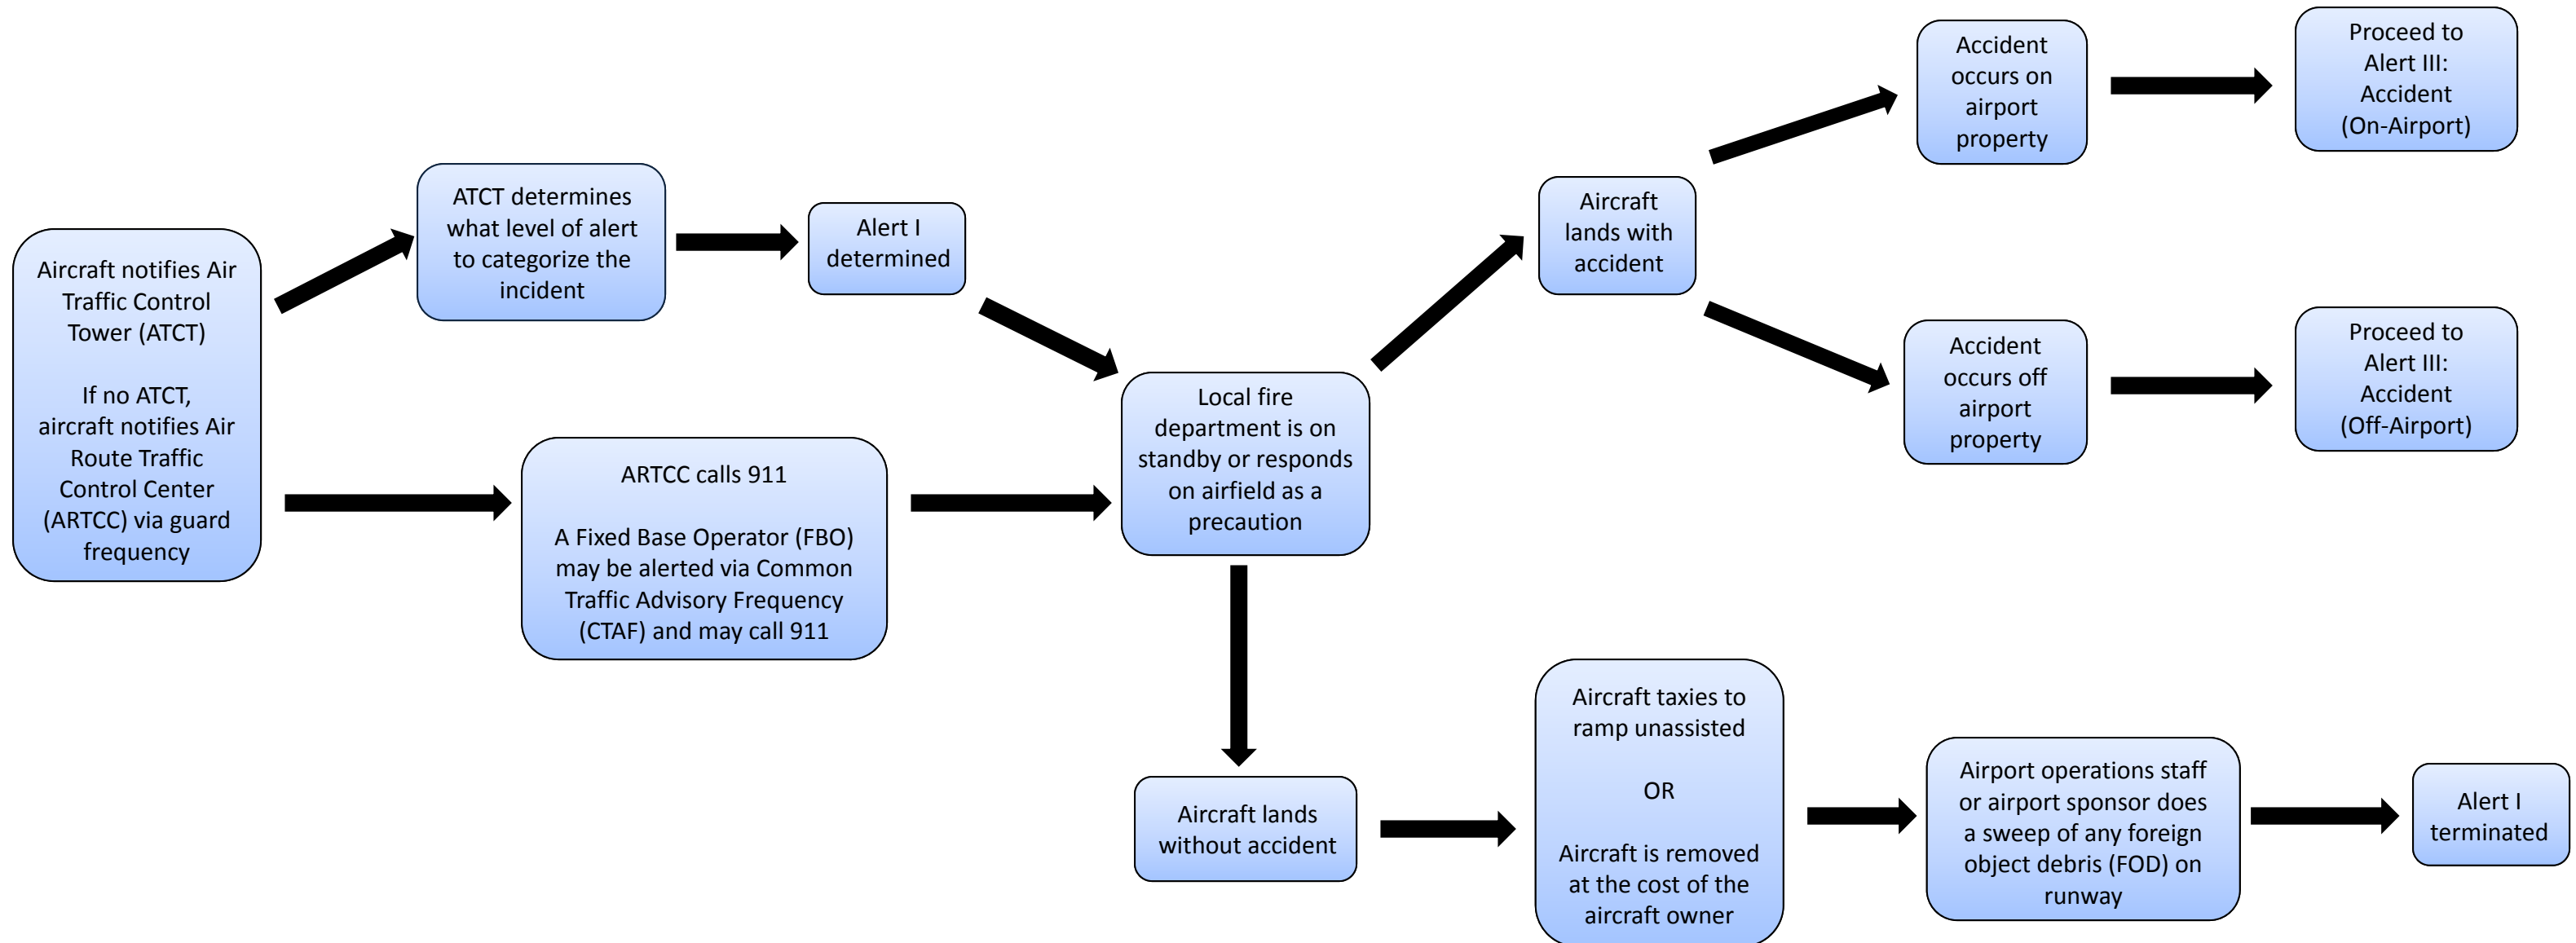 Aircraft notifies Air
Traffic Control
Tower (ATCT)
If no ATCT,
aircraft notifies Air
Route Traffic
Control Center
(ARTCC) via guard
frequency
ATCT determines
what level of alert
to categorize the
incident
Alert I
determined
ARTCC calls 911
A Fixed Base Operator (FBO)
may be alerted via Common
Traffic Advisory Frequency
(CTAF) and may call 911
Local fire
department is on
standby or responds
on airfield as a
precaution
Aircraft
lands with
accident
Accident
occurs on
airport
property
Proceed to
Alert III:
Accident
(On-Airport)
Accident
occurs off
airport
property
Proceed to
Alert III:
Accident
(Off-Airport)
Aircraft lands
without accident
Aircraft taxies to
ramp unassisted
OR
Aircraft is removed
at the cost of the
aircraft owner
Airport operations staff
or airport sponsor does
a sweep of any foreign
object debris (FOD) on
runway
Alert I
terminated